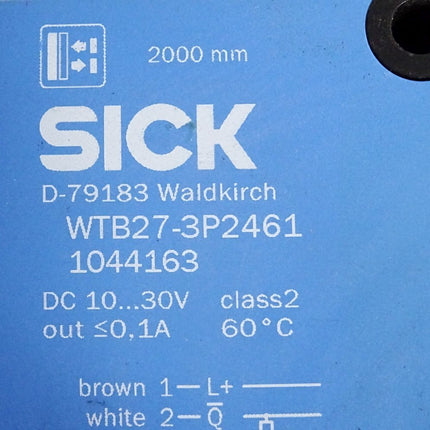 2000 mm
SICK
D-79183 Waldkirch
WTB27-3P2461
1044163
DC 10...30V class2
out ≤0,1A 60°C
brown 1 L+
white 2 Q̅